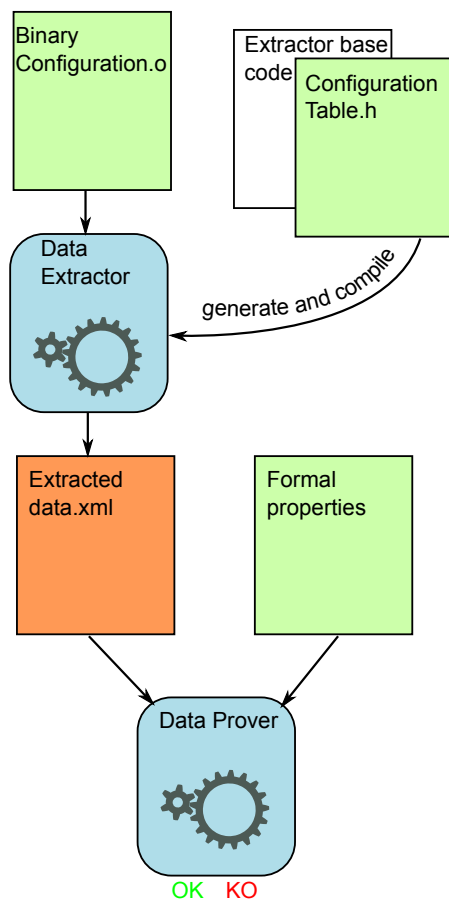 Binary
Configuration.o
Extractor base
code
Configuration
Table.h
Data
Extractor
generate and compile
Extracted
data.xml
Formal
properties
Data Prover
OK KO